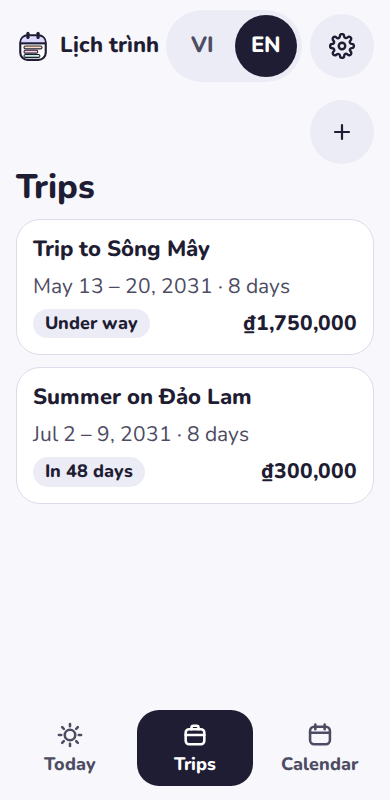 Lịch trình
VI
EN
Trips
Trip to Sông Mây
May 13 – 20, 2031 · 8 days
Under way
₫1,750,000
Summer on Đảo Lam
Jul 2 – 9, 2031 · 8 days
In 48 days
₫300,000
Today
Trips
Calendar